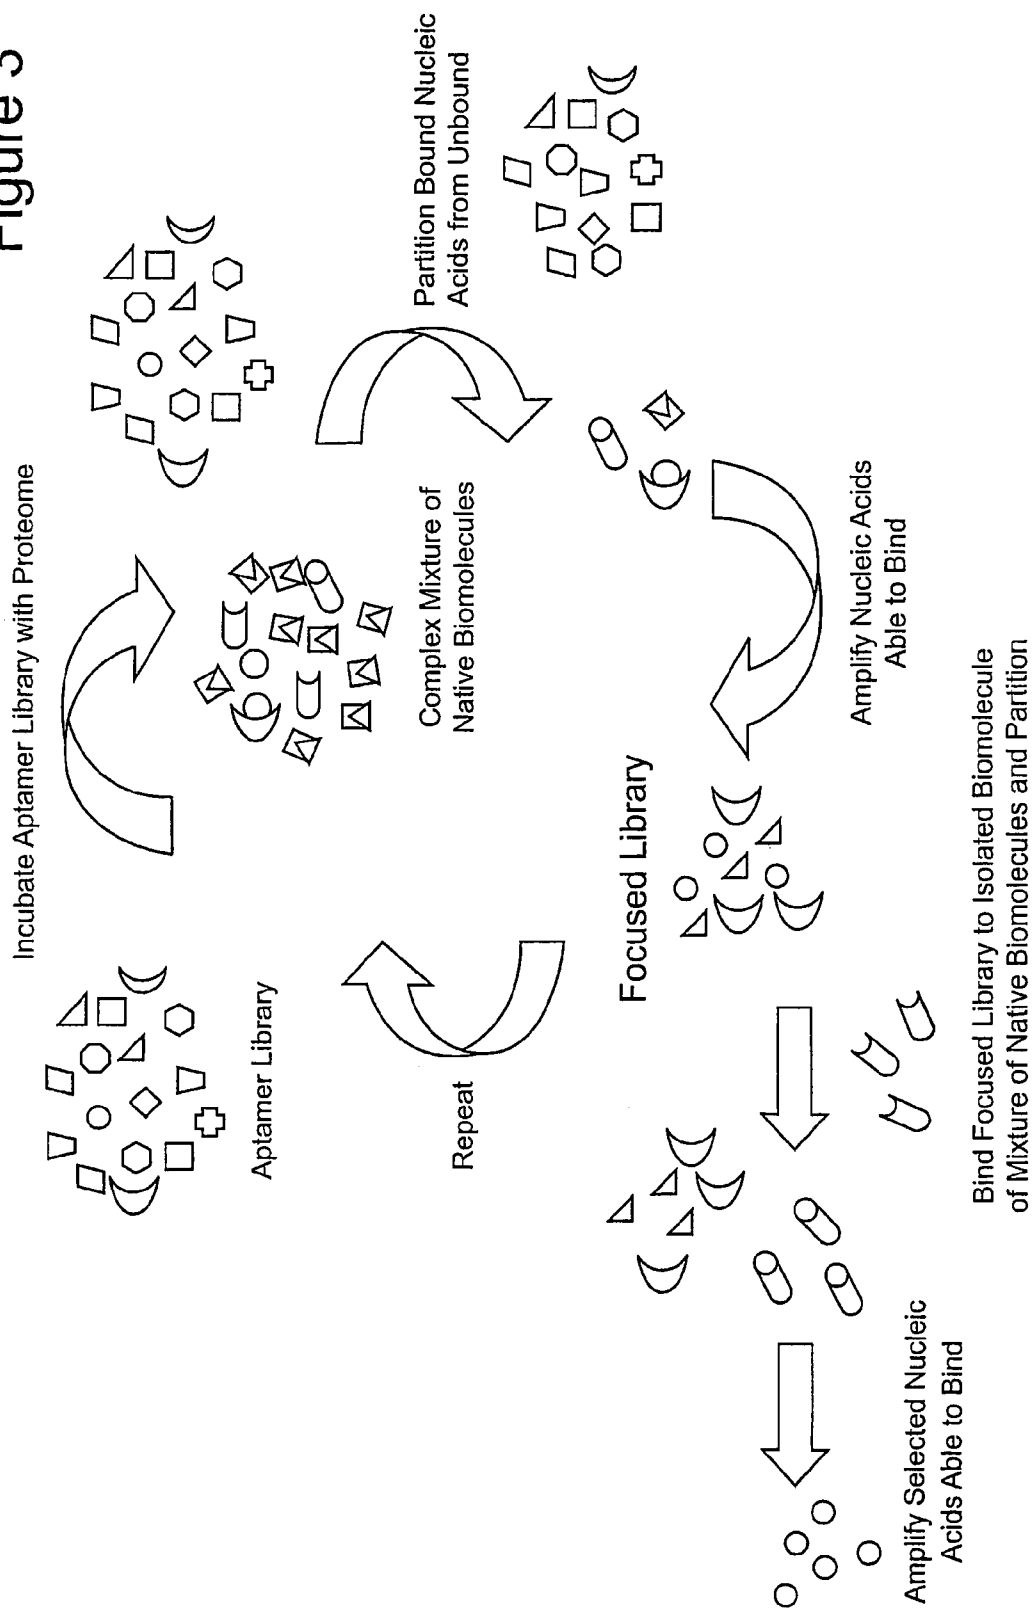 Figure 3
Incubate Aptamer Library with Proteome
Aptamer Library
Complex Mixture of
Native Biomolecules
Partition Bound Nucleic
Acids from Unbound
Repeat
Focused Library
Amplify Nucleic Acids
Able to Bind
Bind Focused Library to Isolated Biomolecule
of Mixture of Native Biomolecules and Partition
Amplify Selected Nucleic
Acids Able to Bind